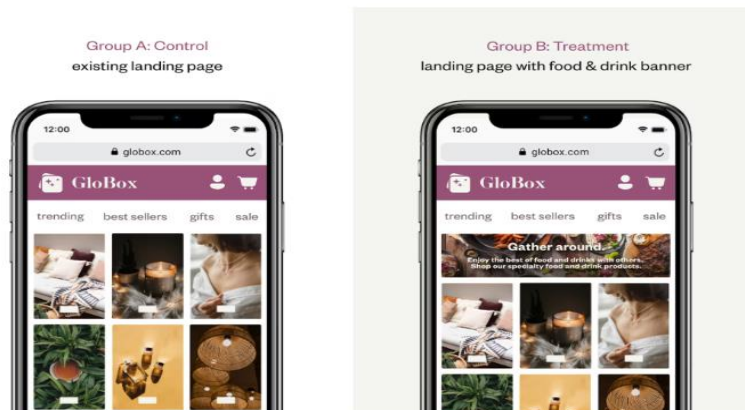 Group A: Control
existing landing page
12:00
globox.com
GloBox
trending best sellers gifts sale
Group B: Treatment
landing page with food & drink banner
12:00
globox.com
GloBox
trending best sellers gifts sale
Gather around.
Enjoy the best of food and drinks with others.
Shop our specialty food and drink products.